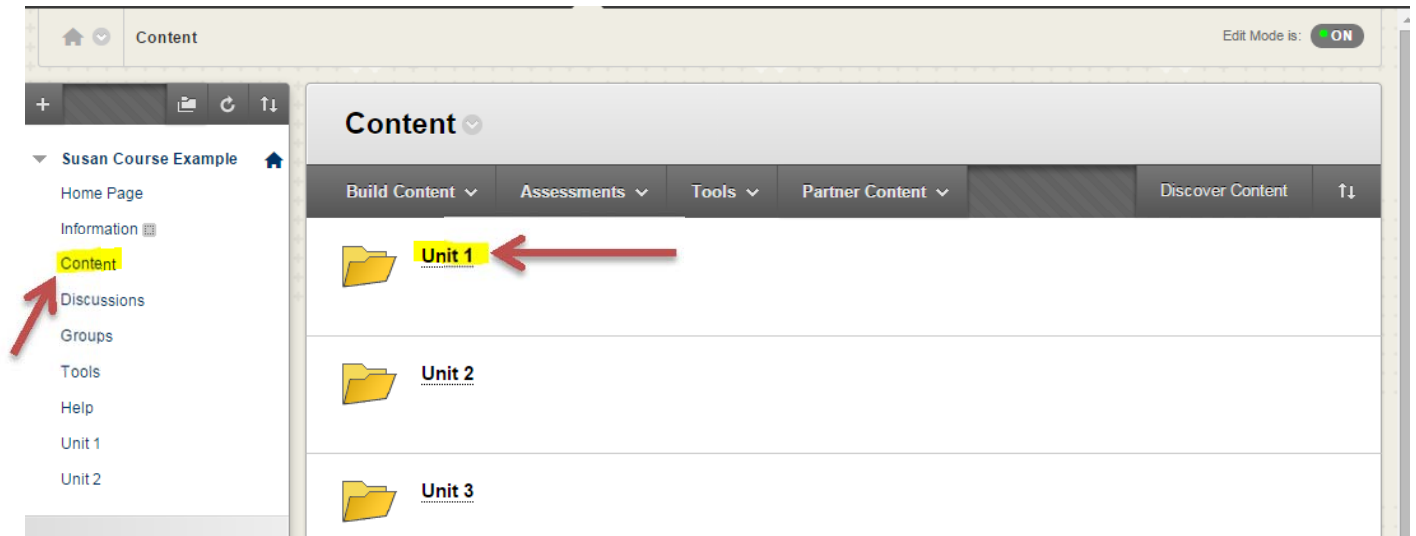 Content
Edit Mode is: ON
Susan Course Example
Home Page
Information
Content
Discussions
Groups
Tools
Help
Unit 1
Unit 2
Content
Build Content Assessments Tools Partner Content Discover Content
Unit 1
Unit 2
Unit 3